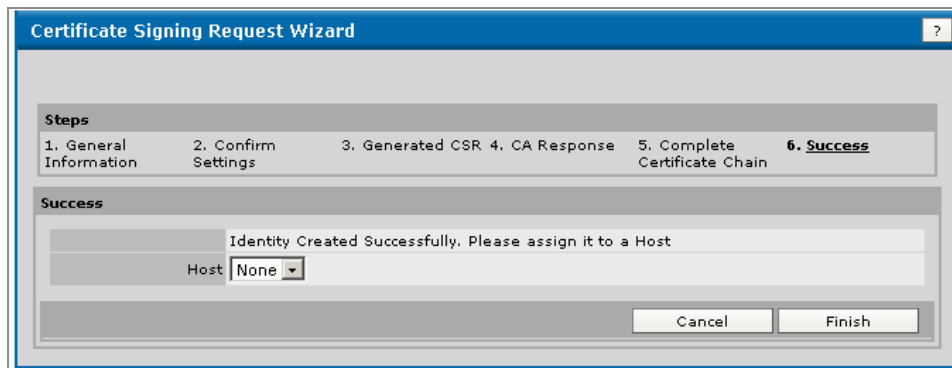 Certificate Signing Request Wizard
?
Steps
1. General Information
2. Confirm Settings
3. Generated CSR
4. CA Response
5. Complete Certificate Chain
6. Success
Success
Identity Created Successfully. Please assign it to a Host
Host None
Cancel Finish